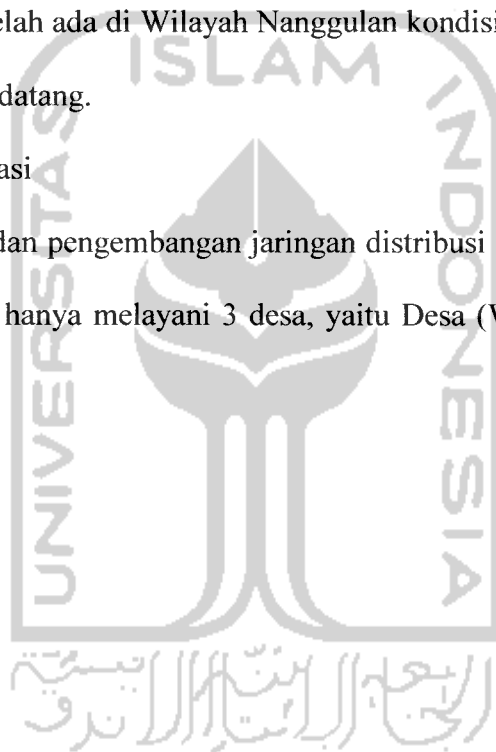 elah ada di Wilayah Nanggulan kondisi
ISLAM
datang.
asi
dan pengembangan jaringan distribusi
hanya melayani 3 desa, yaitu Desa (W
UNIVERSITAS
INDONESIA